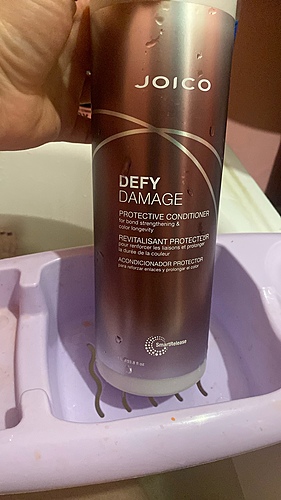 JOICO
DEFY
DAMAGE
PROTECTIVE CONDITIONER
for bond strengthening &
color longevity
REVITALISANT PROTECTEUR
pour renforcer les liaisons et prolonger
la durée de la couleur
ACONDICIONADOR PROTECTOR
para reforzar enlaces y prolongar el color
SmartRelease